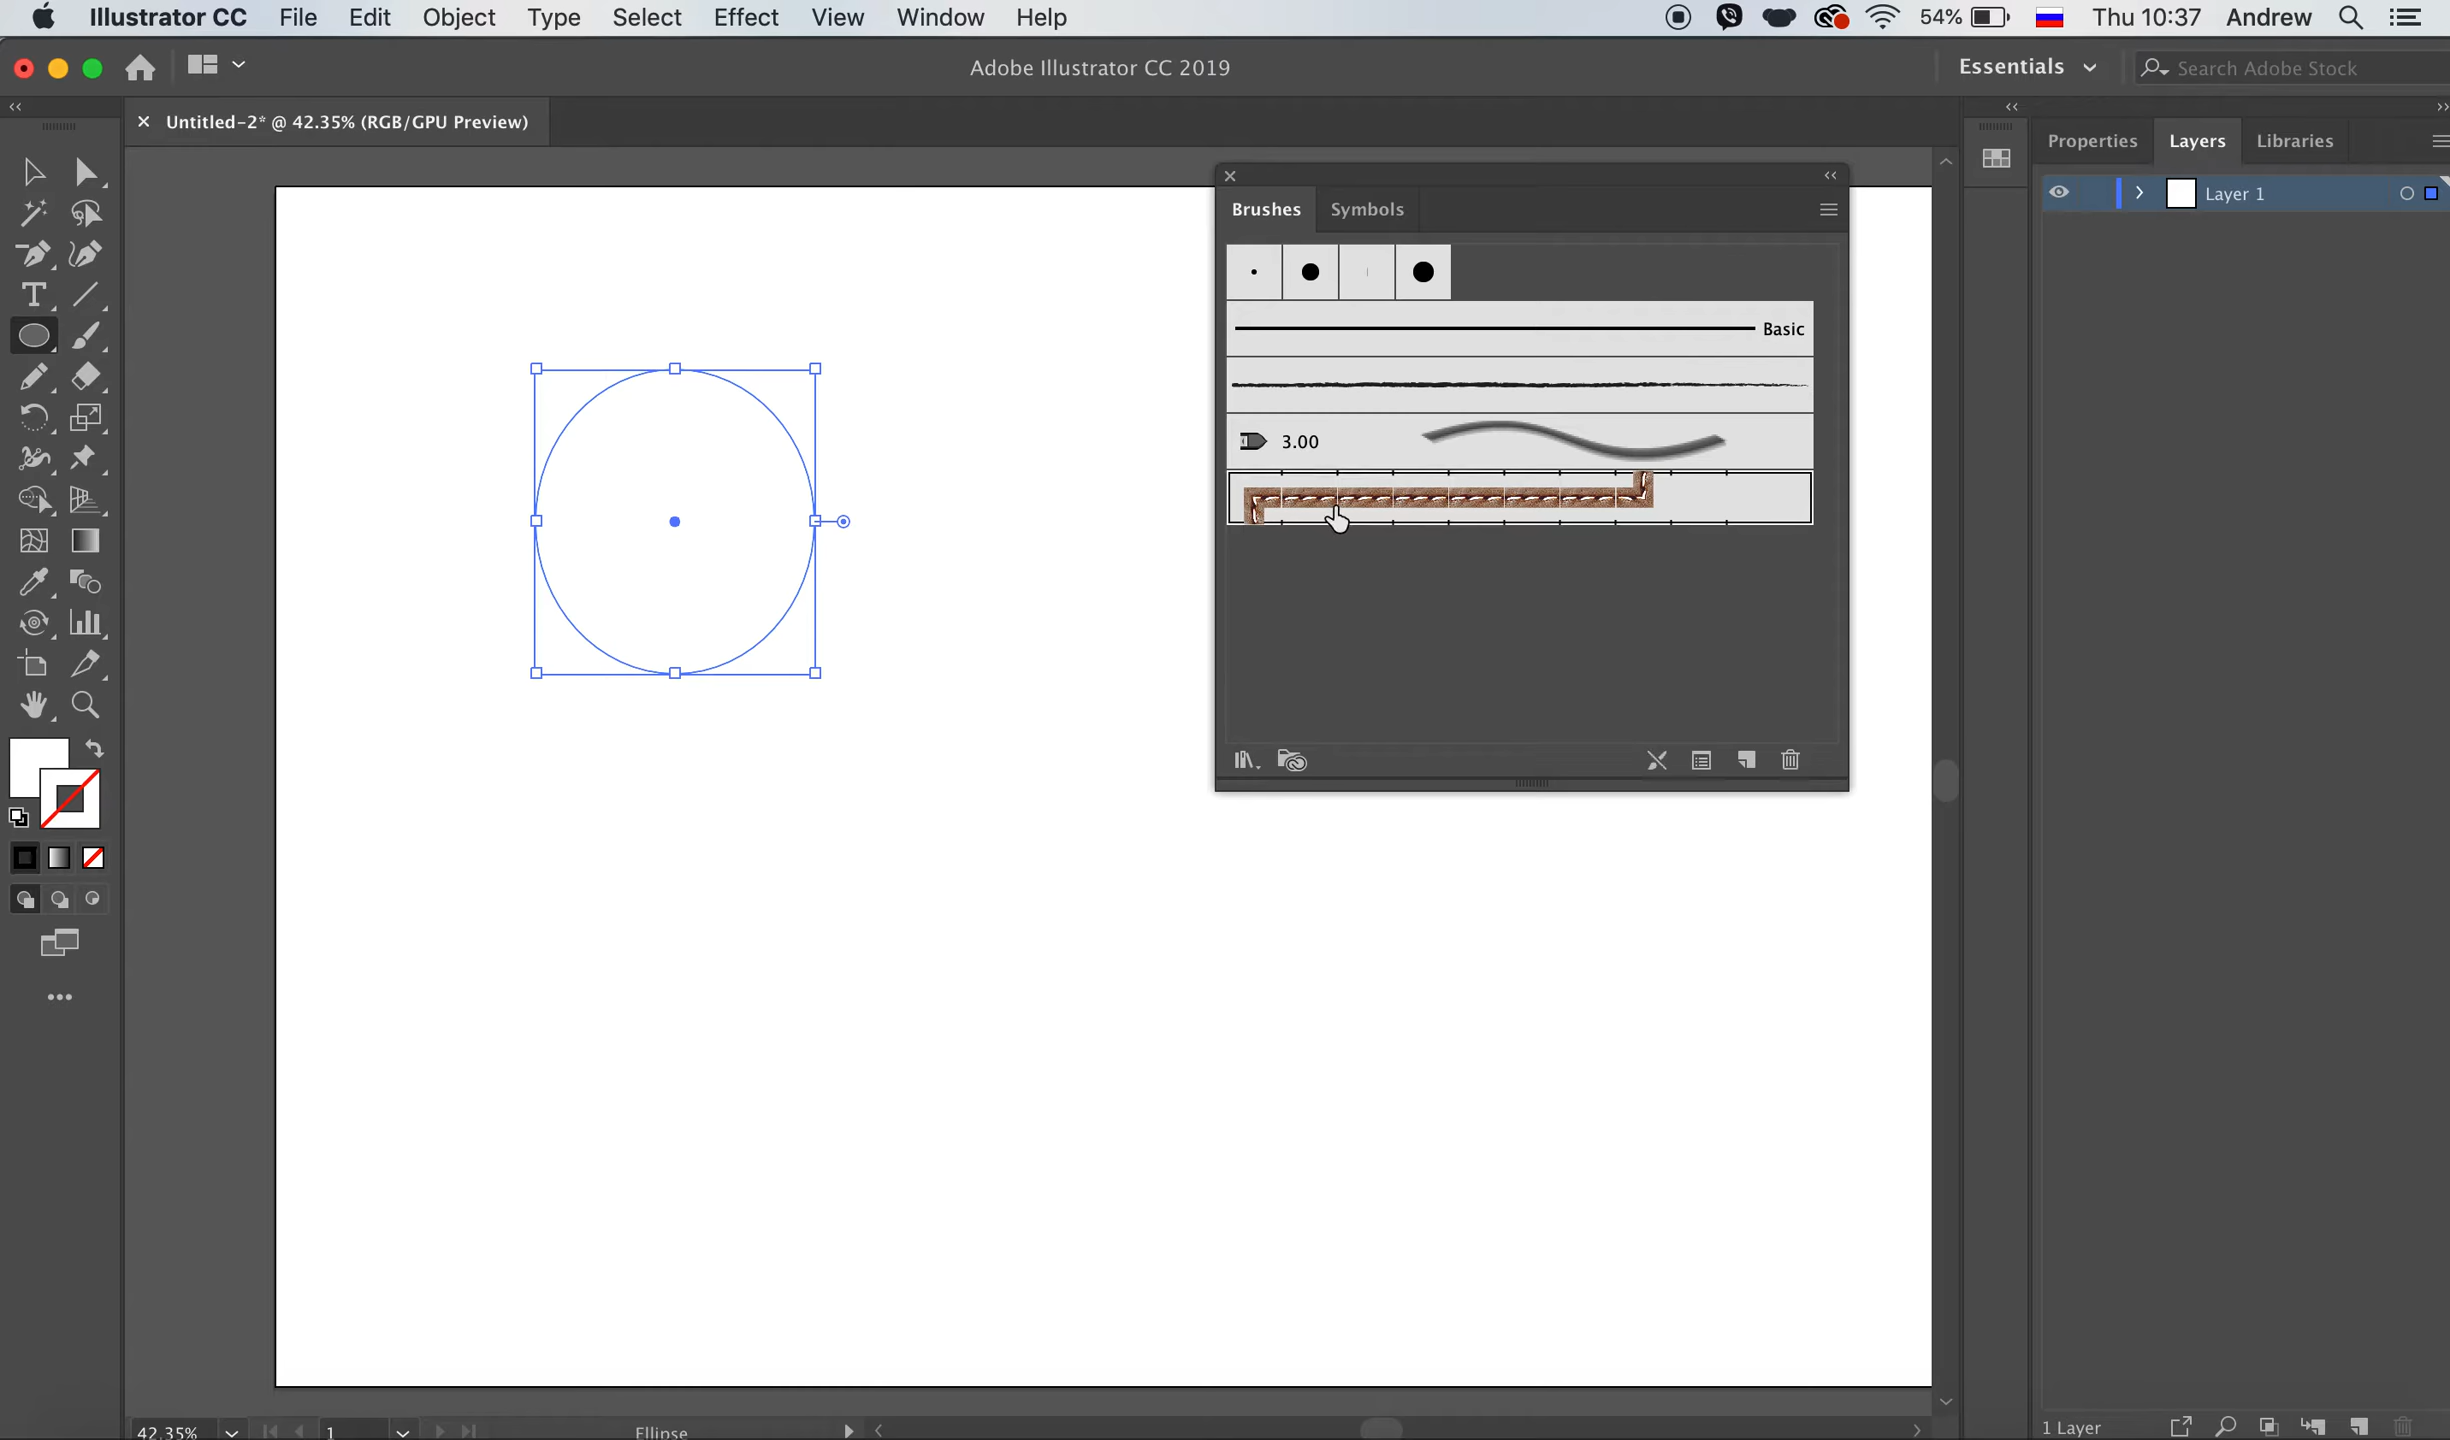 Illustrator CC File Edit Object Type Select Effect View Window Help 54% Thu 10:37 Andrew
Adobe Illustrator CC 2019 Essentials Search Adobe Stock
Untitled-2* @ 42.35% (RGB/GPU Preview)
Properties Layers Libraries
Layer 1
Brushes Symbols
Basic
3.00
42.35% 1 Ellipse
1 Layer